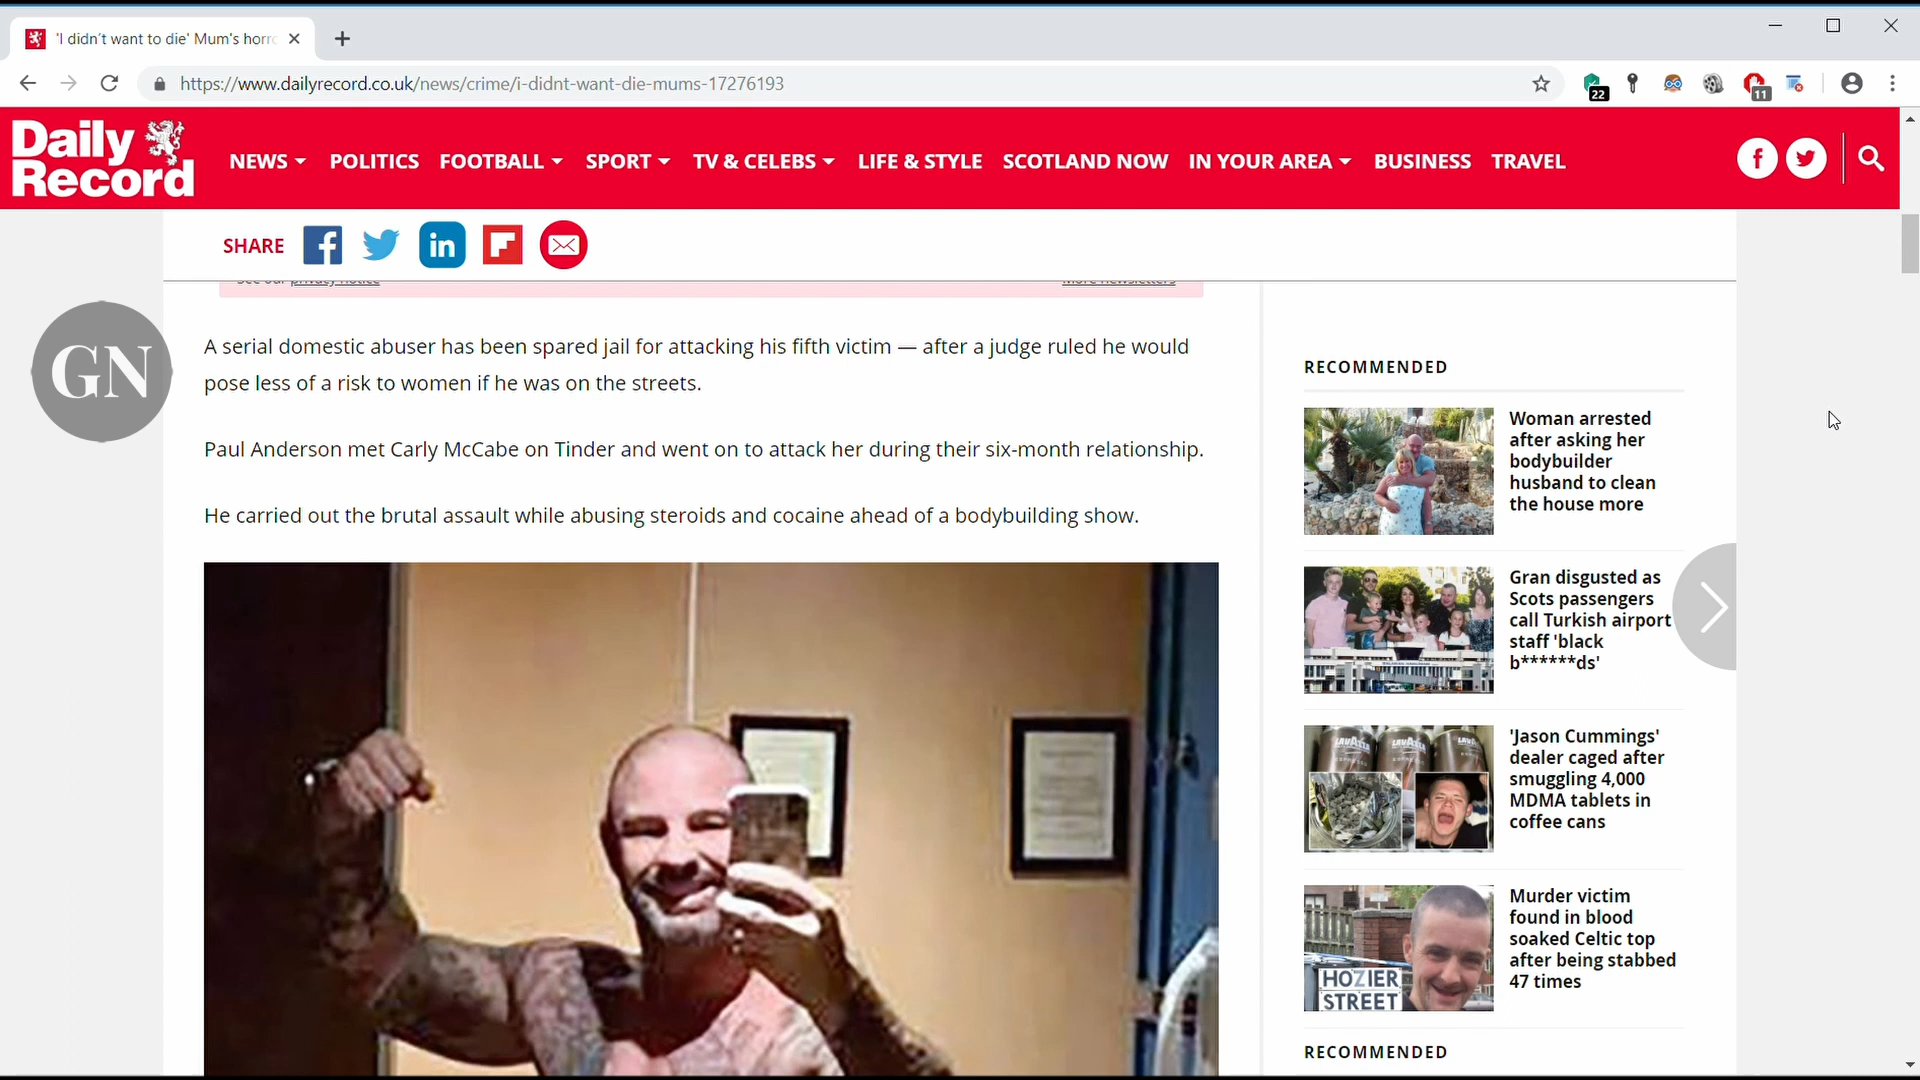 'I didn't want to die' Mum's horro
https://www.dailyrecord.co.uk/news/crime/i-didnt-want-die-mums-17276193
22
11
Daily
Record
NEWS
POLITICS
FOOTBALL
SPORT
TV & CELEBS
LIFE & STYLE
SCOTLAND NOW
IN YOUR AREA
BUSINESS
TRAVEL
SHARE
See our privacy notice
More newsletters
GN
A serial domestic abuser has been spared jail for attacking his fifth victim — after a judge ruled he would
pose less of a risk to women if he was on the streets.
Paul Anderson met Carly McCabe on Tinder and went on to attack her during their six-month relationship.
He carried out the brutal assault while abusing steroids and cocaine ahead of a bodybuilding show.
RECOMMENDED
Woman arrested
after asking her
bodybuilder
husband to clean
the house more
Gran disgusted as
Scots passengers
call Turkish airport
staff 'black
b******ds'
LAVAZZA
'Jason Cummings'
dealer caged after
smuggling 4,000
MDMA tablets in
coffee cans
HOZIER
STREET
Murder victim
found in blood
soaked Celtic top
after being stabbed
47 times
RECOMMENDED